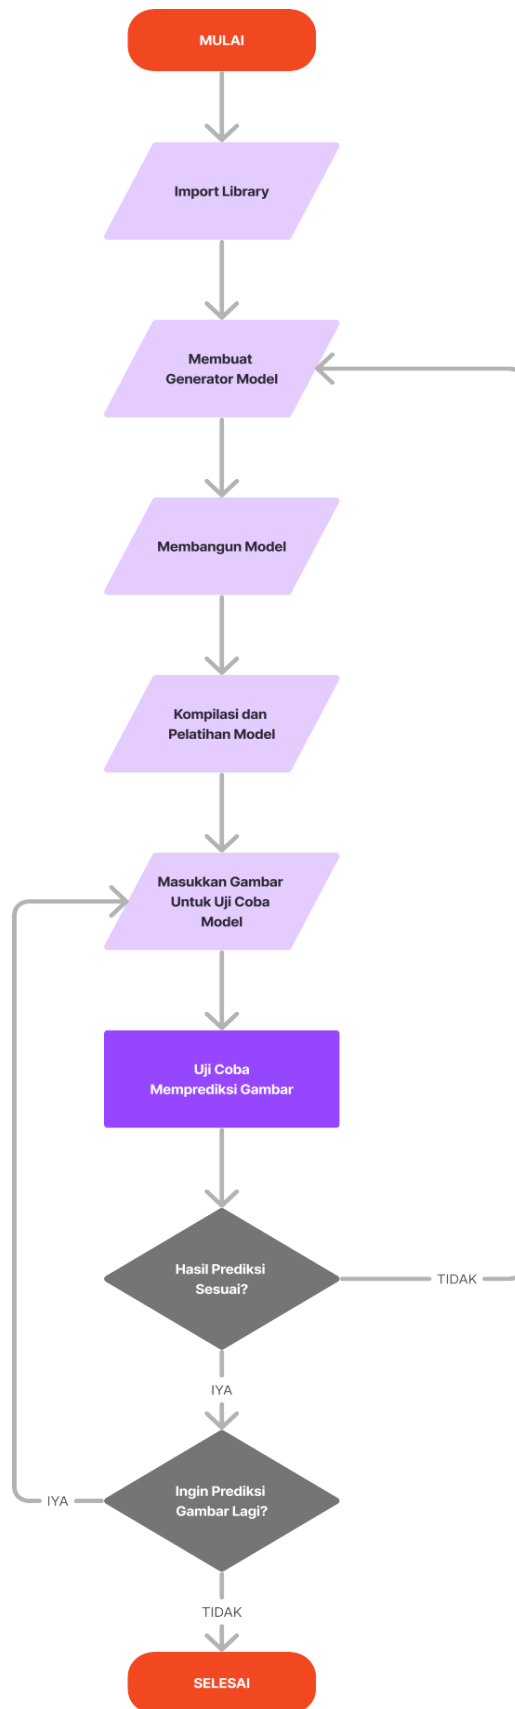 MULAI
Import Library
Membuat
Generator Model
Membangun Model
Kompilasi dan
Pelatihan Model
Masukkan Gambar
Untuk Uji Coba
Model
Uji Coba
Memprediksi Gambar
Hasil Prediksi
Sesuai?
TIDAK
IYA
Ingin Prediksi
Gambar Lagi?
IYA
TIDAK
SELESAI